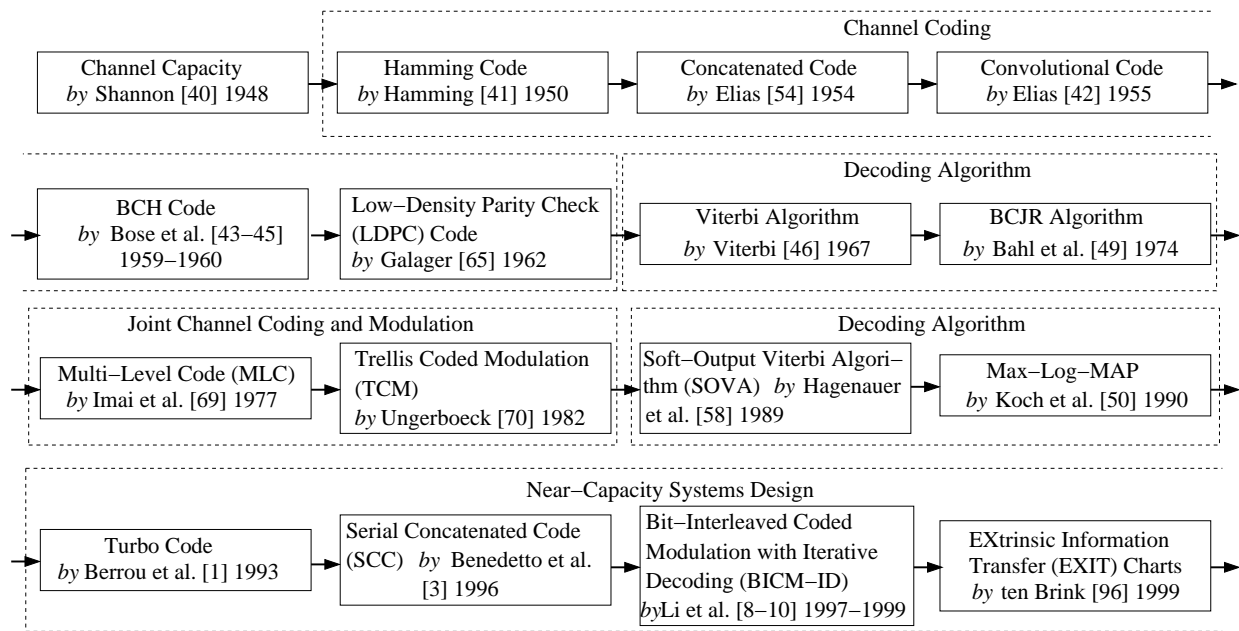 Channel Coding
Channel Capacity
by Shannon [40] 1948
Hamming Code
by Hamming [41] 1950
Concatenated Code
by Elias [54] 1954
Convolutional Code
by Elias [42] 1955
Decoding Algorithm
BCH Code
by Bose et al. [43−45]
1959−1960
Low−Density Parity Check
(LDPC) Code
by Galager [65] 1962
Viterbi Algorithm
by Viterbi [46] 1967
BCJR Algorithm
by Bahl et al. [49] 1974
Joint Channel Coding and Modulation
Decoding Algorithm
Multi−Level Code (MLC)
by Imai et al. [69] 1977
Trellis Coded Modulation
(TCM)
by Ungerboeck [70] 1982
Soft−Output Viterbi Algori−
thm (SOVA) by Hagenauer
et al. [58] 1989
Max−Log−MAP
by Koch et al. [50] 1990
Near−Capacity Systems Design
Turbo Code
by Berrou et al. [1] 1993
Serial Concatenated Code
(SCC) by Benedetto et al.
[3] 1996
Bit−Interleaved Coded
Modulation with Iterative
Decoding (BICM−ID)
by Li et al. [8−10] 1997−1999
EXtrinsic Information
Transfer (EXIT) Charts
by ten Brink [96] 1999